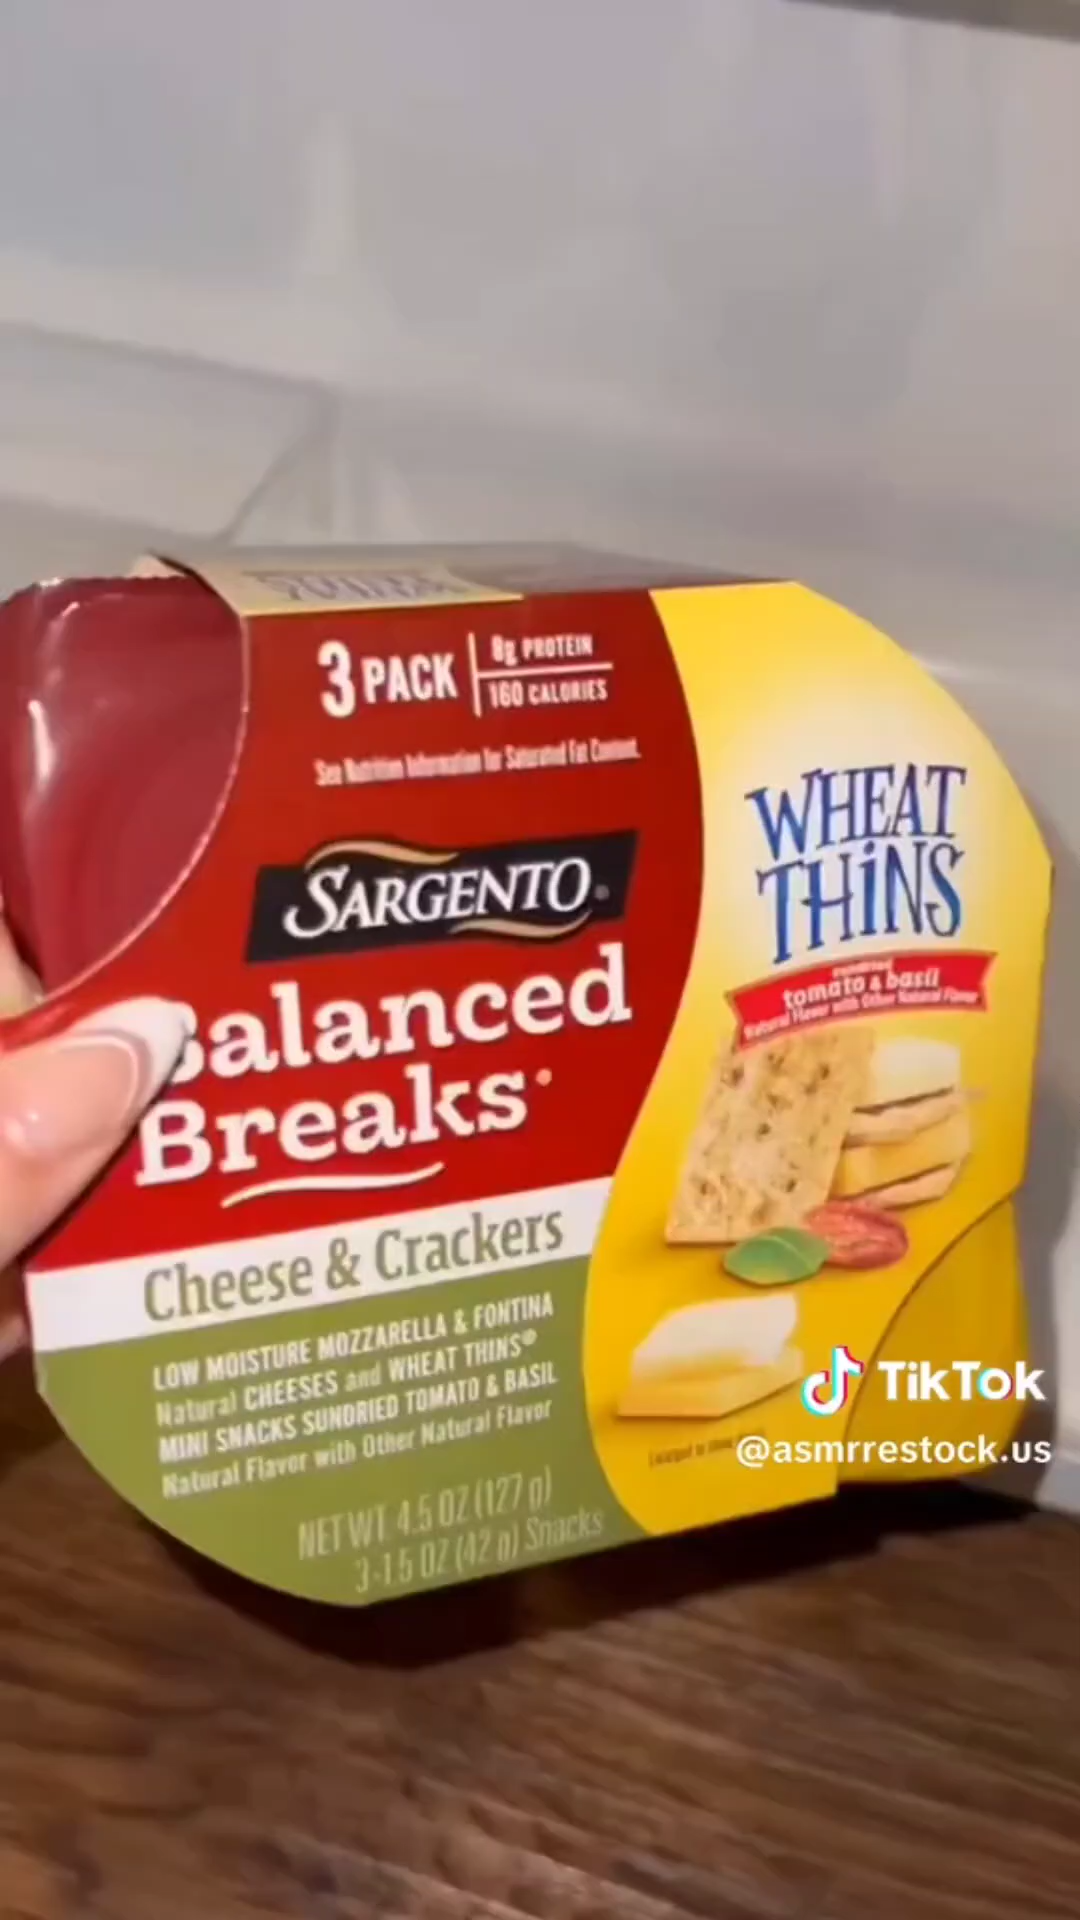 3 PACK
8g PROTEIN
160 CALORIES
See Nutrition Information for Saturated Fat Content.
SARGENTO®
Balanced
Breaks®
Cheese & Crackers
LOW MOISTURE MOZZARELLA & FONTINA
Natural CHEESES and WHEAT THINS®
MINI SNACKS SUNDRIED TOMATO & BASIL
Natural Flavor with Other Natural Flavor
NET WT 4.5 OZ (127 g)
3-1.5 OZ (42 g) Snacks
WHEAT
THiNS
sundried
tomato & basil
Natural Flavor with Other Natural Flavor
TikTok
@asmrrestock.us